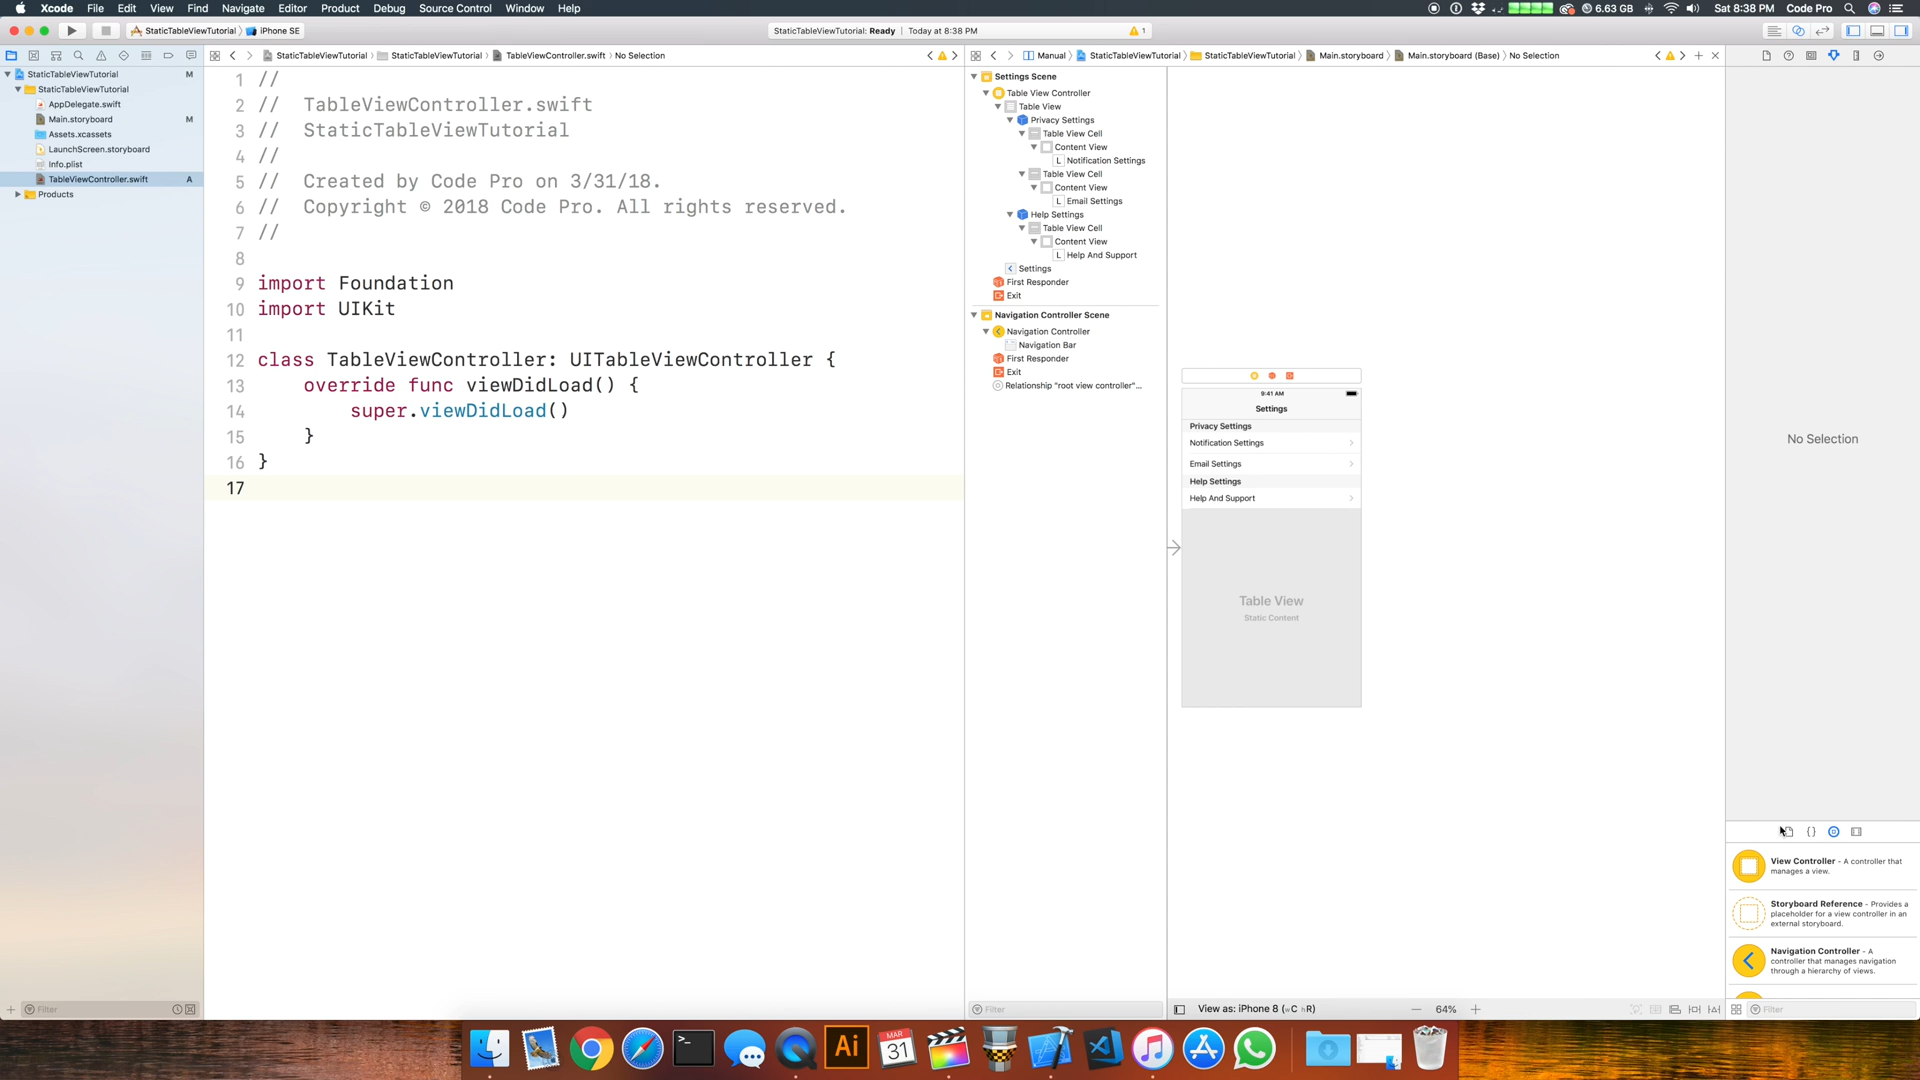 Xcode File Edit View Find Navigate Editor Product Debug Source Control Window Help
6.63 GB Sat 8:38 PM Code Pro
StaticTableViewTutorial iPhone SE
StaticTableViewTutorial: Ready | Today at 8:38 PM
1
StaticTableViewTutorial M
StaticTableViewTutorial
AppDelegate.swift
Main.storyboard M
Assets.xcassets
LaunchScreen.storyboard
Info.plist
TableViewController.swift A
Products
Filter
StaticTableViewTutorial StaticTableViewTutorial TableViewController.swift No Selection
1 //
2 // TableViewController.swift
3 // StaticTableViewTutorial
4 //
5 // Created by Code Pro on 3/31/18.
6 // Copyright © 2018 Code Pro. All rights reserved.
7 //
8
9 import Foundation
10 import UIKit
11
12 class TableViewController: UITableViewController {
13 override func viewDidLoad() {
14 super.viewDidLoad()
15 }
16 }
17
Manual StaticTableViewTutorial StaticTableViewTutorial Main.storyboard Main.storyboard (Base) No Selection
Settings Scene
Table View Controller
Table View
Privacy Settings
Table View Cell
Content View
L Notification Settings
Table View Cell
Content View
L Email Settings
Help Settings
Table View Cell
Content View
L Help And Support
Settings
First Responder
Exit
Navigation Controller Scene
Navigation Controller
Navigation Bar
First Responder
Exit
Relationship "root view controller"...
Filter
9:41 AM
Settings
Privacy Settings
Notification Settings
Email Settings
Help Settings
Help And Support
Table View
Static Content
View as: iPhone 8 (wC hR)
64%
No Selection
{ }
View Controller - A controller that
manages a view.
Storyboard Reference - Provides a
placeholder for a view controller in an
external storyboard.
Navigation Controller - A
controller that manages navigation
through a hierarchy of views.
Filter
Ai
MAR
31